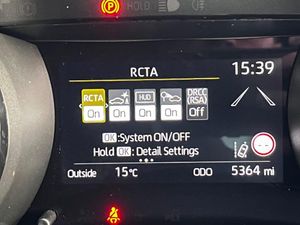 HOLD
RCTA
15:39
RCTA HUD DRCC (RSA)
On On On On Off
OK :System ON/OFF
Hold OK : Detail Settings
Outside 15°C ODO 5364 mi